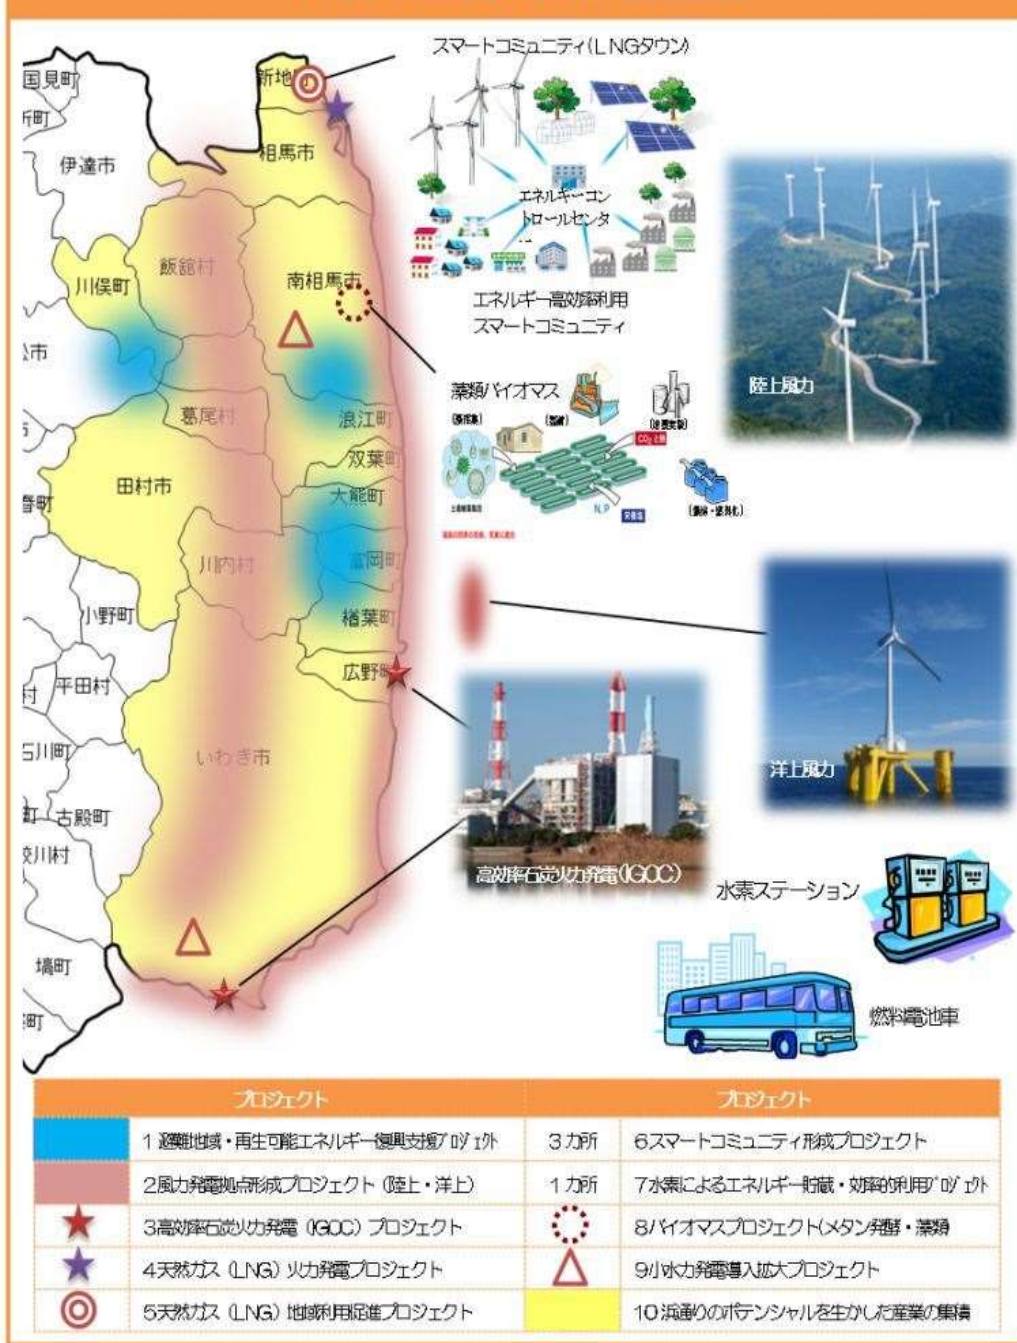 スマートコミュニティ(LNGタウン)
国見町
新地町
相馬市
伊達市
エネルギーコン
トロールセンタ
飯舘村
南相馬市
川俣町
エネルギー高効率利用
スマートコミュニティ
陸上風力
藻類バイオマス
葛尾村
浪江町
双葉町
田村市
大熊町
CO₂と熱
N.P
川内村
富岡町
小野町
楢葉町
広野町
平田村
石川町
いわき市
洋上風力
古殿町
鮫川村
高効率石炭火力発電(IGCC)
水素ステーション
塙町
燃料電池車
プロジェクト
プロジェクト
1避難地域・再生可能エネルギー復興支援プロジェクト
3カ所
6スマートコミュニティ形成プロジェクト
2風力発電拠点形成プロジェクト(陸上・洋上)
1カ所
7水素によるエネルギー貯蔵・効率的利用プロジェクト
3高効率石炭火力発電(IGCC)プロジェクト
8バイオマスプロジェクト(メタン発酵・藻類
4天然ガス(LNG)火力発電プロジェクト
9小水力発電導入拡大プロジェクト
5天然ガス(LNG)地域利用促進プロジェクト
10浜通りのポテンシャルを生かした産業の集積